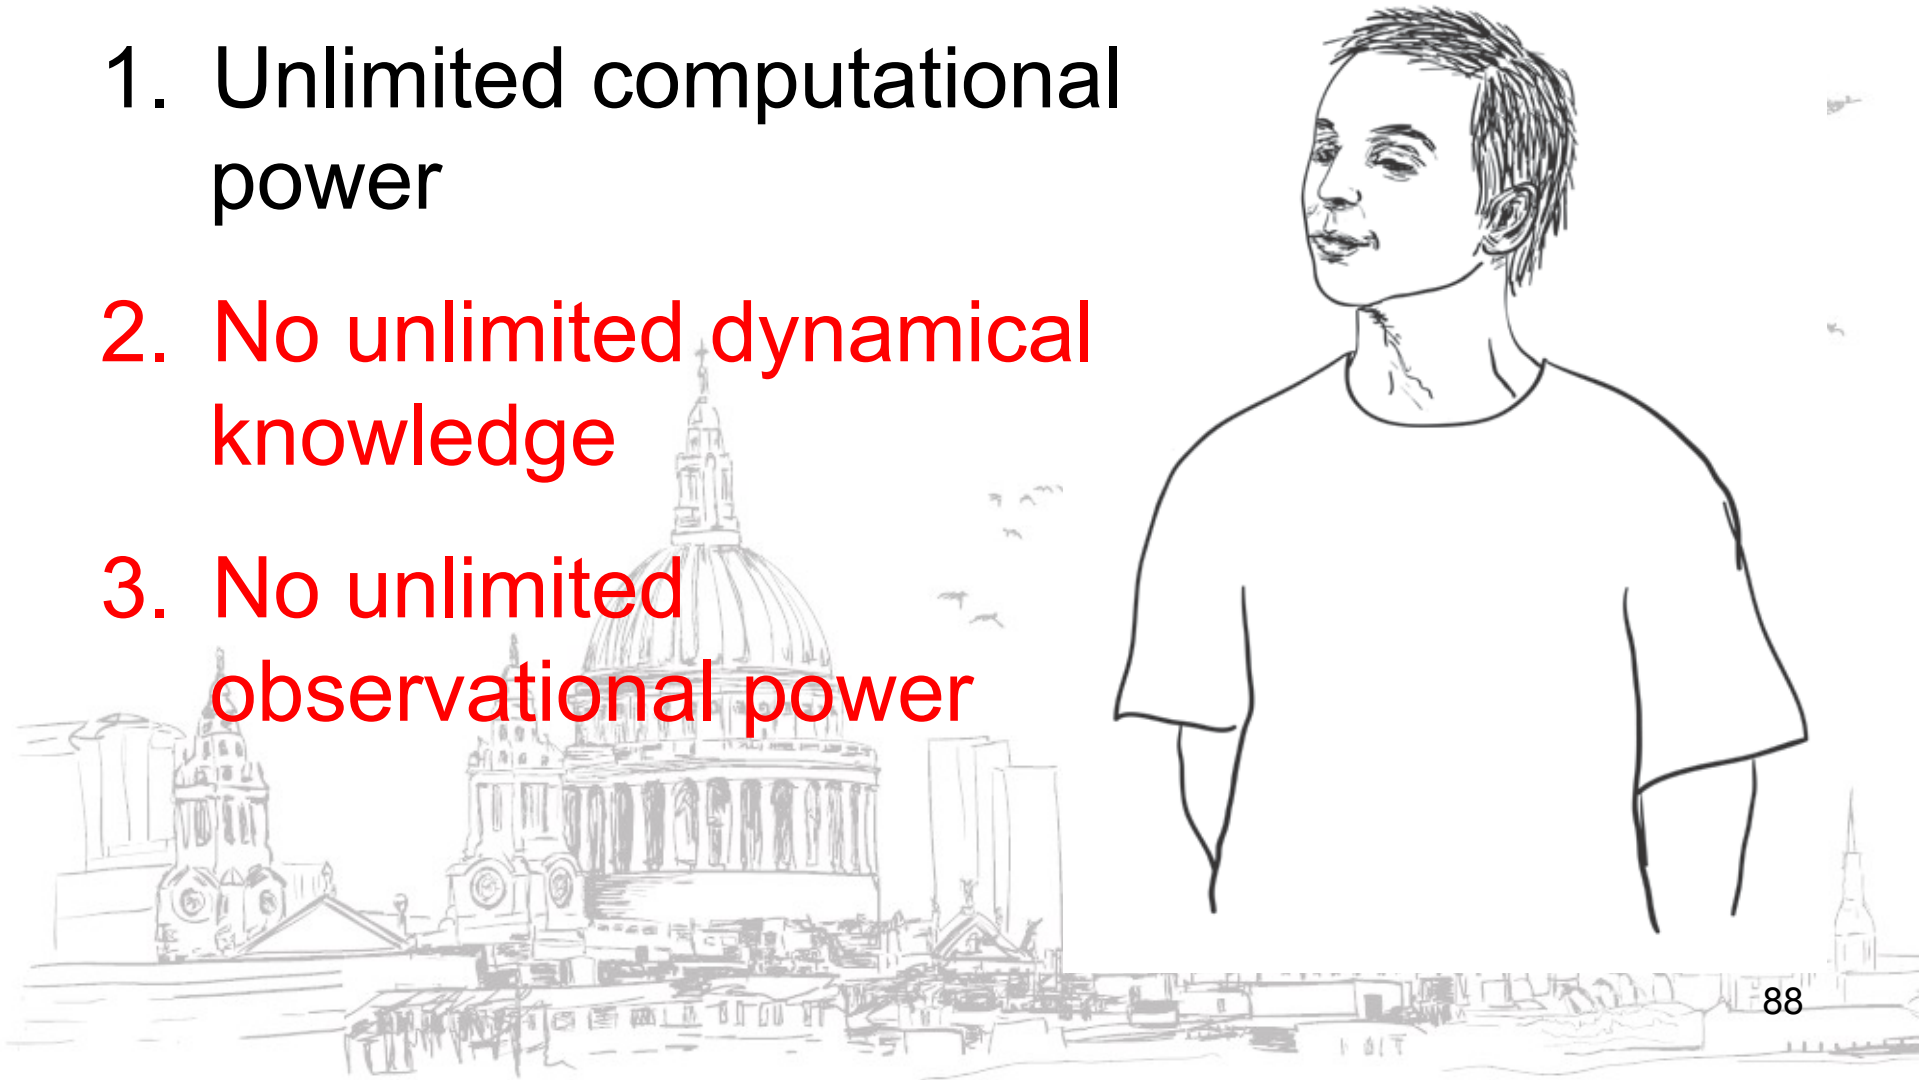 1. Unlimited computational
power
2. No unlimited dynamical
knowledge
3. No unlimited
observational power
88